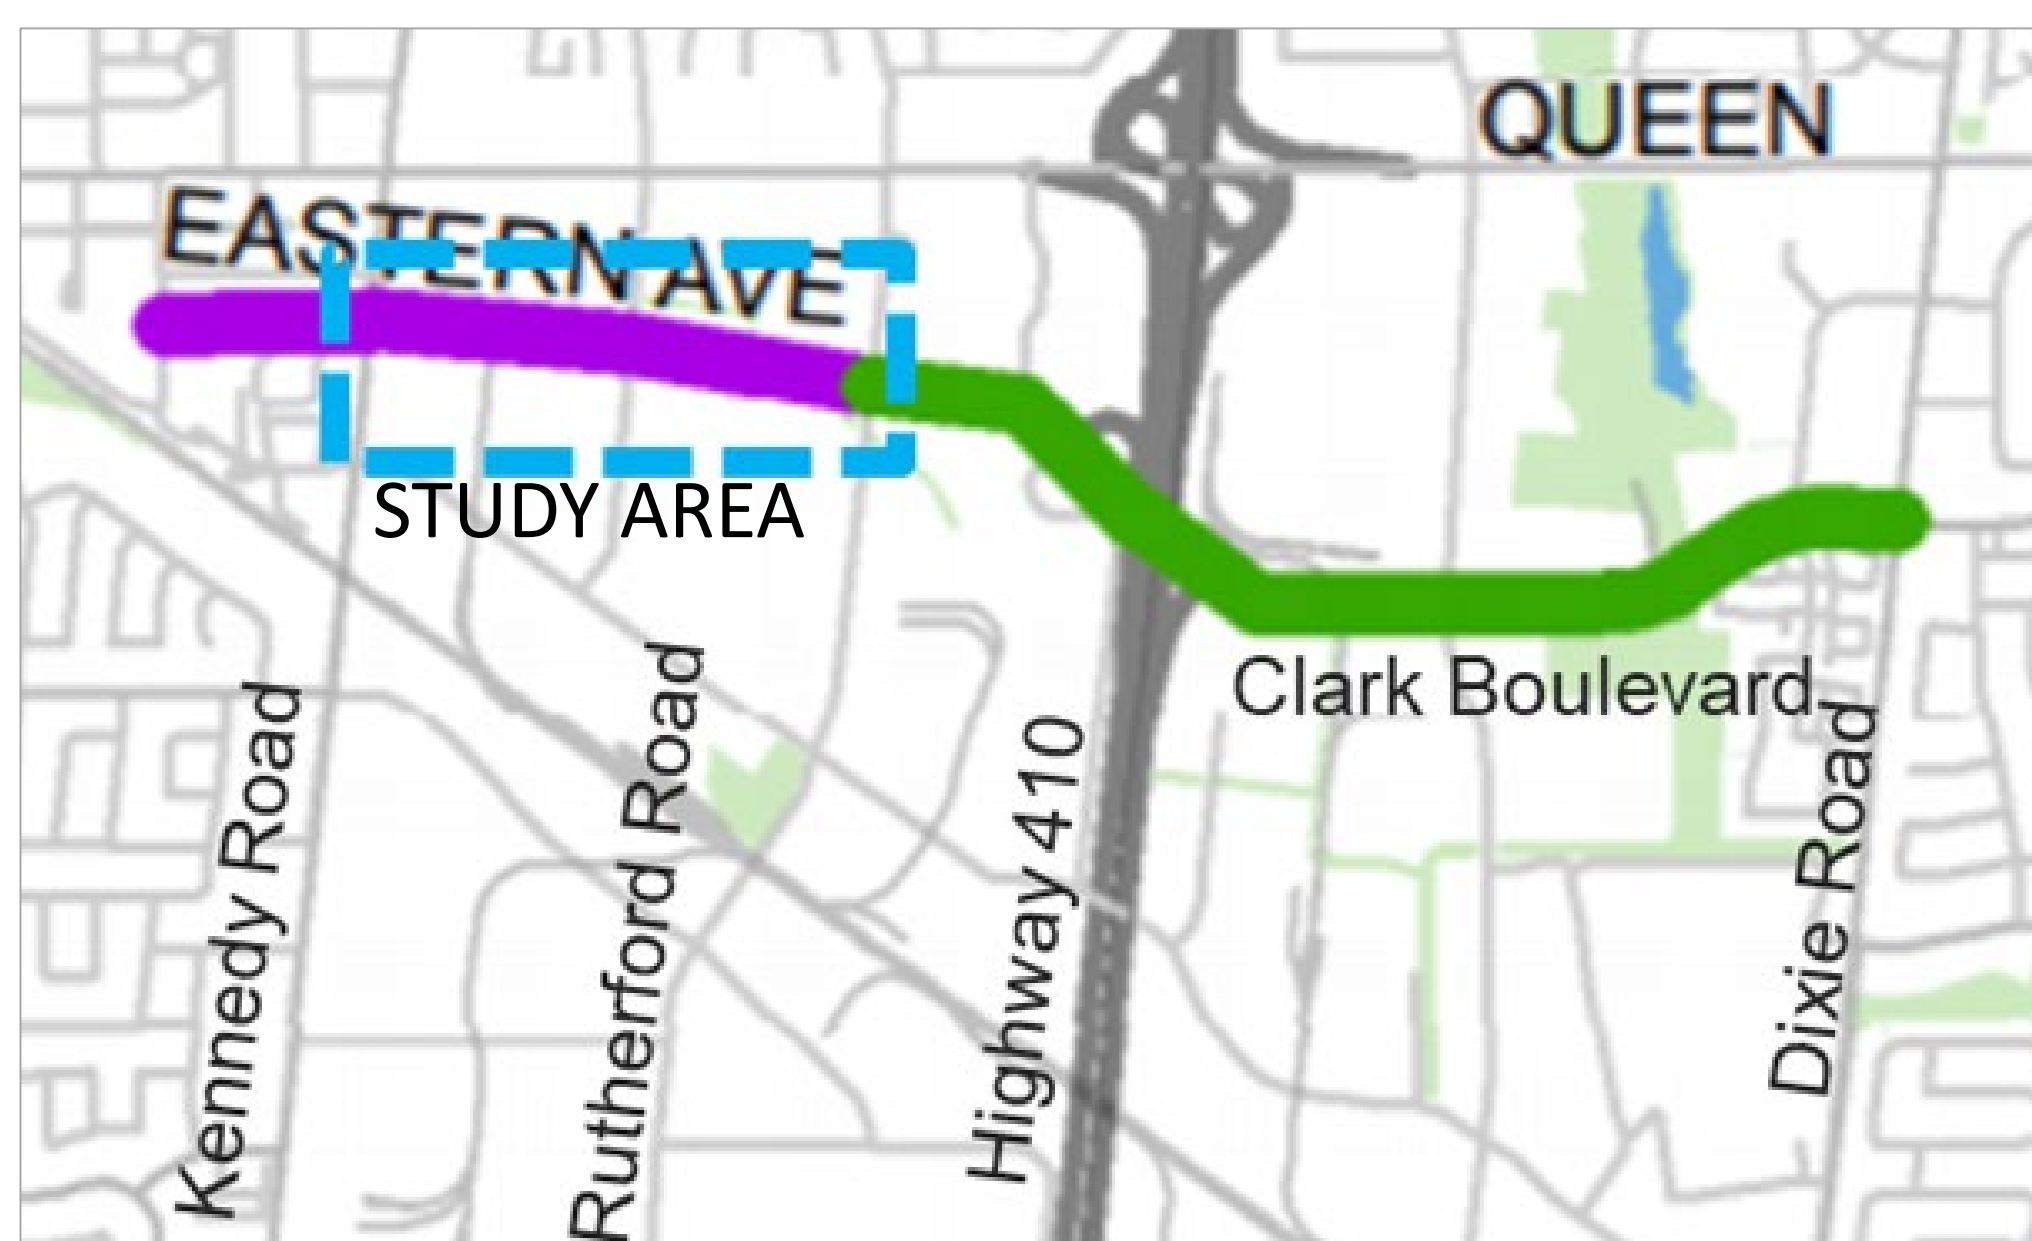 QUEEN
EASTERN AVE
STUDY AREA
Clark Boulevard
Kennedy Road
Rutherford Road
Highway 410
Dixie Road